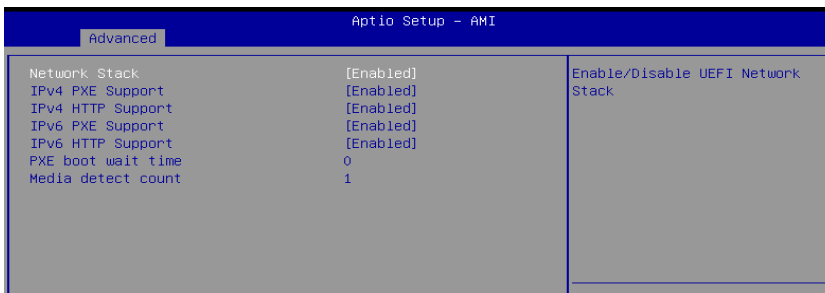 Aptio Setup – AMI
Advanced
Network Stack [Enabled]
IPv4 PXE Support [Enabled]
IPv4 HTTP Support [Enabled]
IPv6 PXE Support [Enabled]
IPv6 HTTP Support [Enabled]
PXE boot wait time 0
Media detect count 1
Enable/Disable UEFI Network
Stack